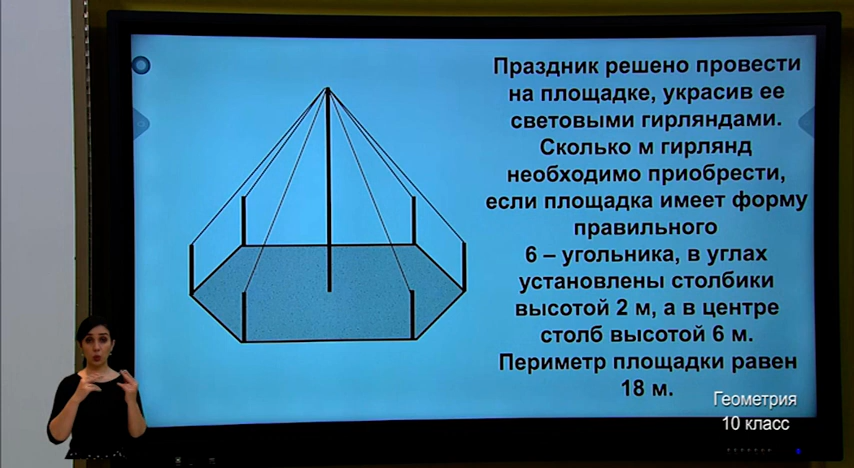 Праздник решено провести
на площадке, украсив ее
световыми гирляндами.
Сколько м гирлянд
необходимо приобрести,
если площадка имеет форму
правильного
6 – угольника, в углах
установлены столбики
высотой 2 м, а в центре
столб высотой 6 м.
Периметр площадки равен
18 м.
Геометрия
10 класс